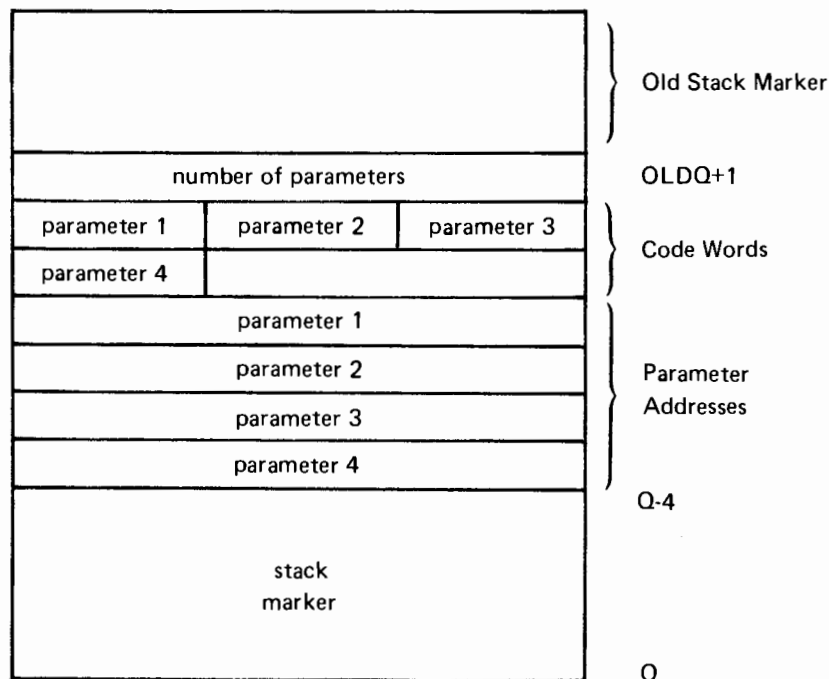 Old Stack Marker
number of parameters OLDQ+1
parameter 1 parameter 2 parameter 3
Code Words
parameter 4
parameter 1
parameter 2
Parameter
Addresses
parameter 3
parameter 4
Q-4
stack
marker
Q